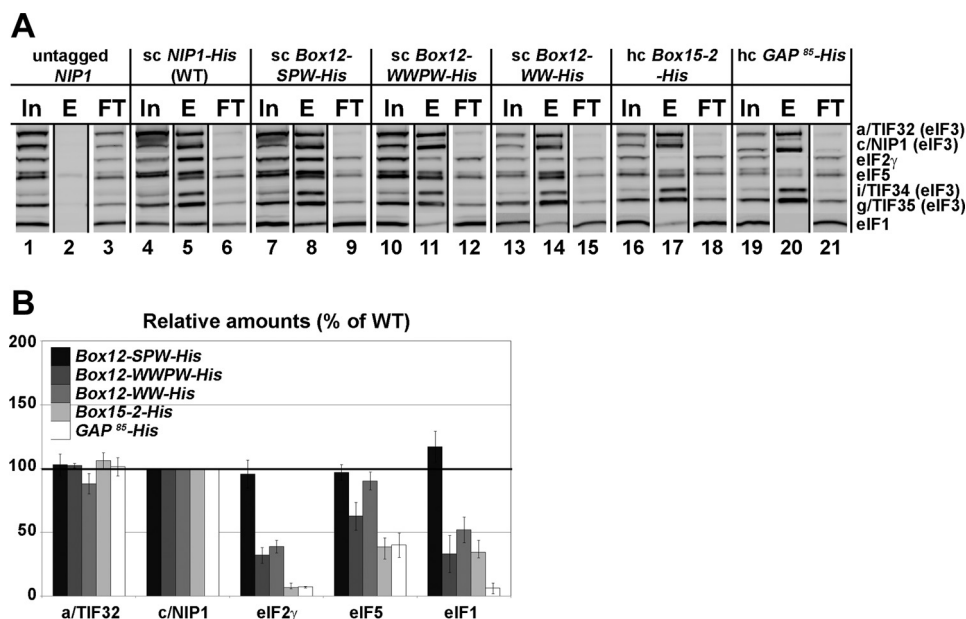 A
untagged NIP1
sc NIP1-His (WT)
sc Box12-SPW-His
sc Box12-WWPW-His
sc Box12-WW-His
hc Box15-2-His
hc GAP ⁸⁵-His
In E FT In E FT In E FT In E FT In E FT In E FT In E FT
a/TIF32 (eIF3)
c/NIP1 (eIF3)
eIF2γ
eIF5
i/TIF34 (eIF3)
g/TIF35 (eIF3)
eIF1
1 2 3 4 5 6 7 8 9 10 11 12 13 14 15 16 17 18 19 20 21
B
Relative amounts (% of WT)
200
150
100
50
0
Box12-SPW-His
Box12-WWPW-His
Box12-WW-His
Box15-2-His
GAP ⁸⁵-His
a/TIF32 c/NIP1 eIF2γ eIF5 eIF1